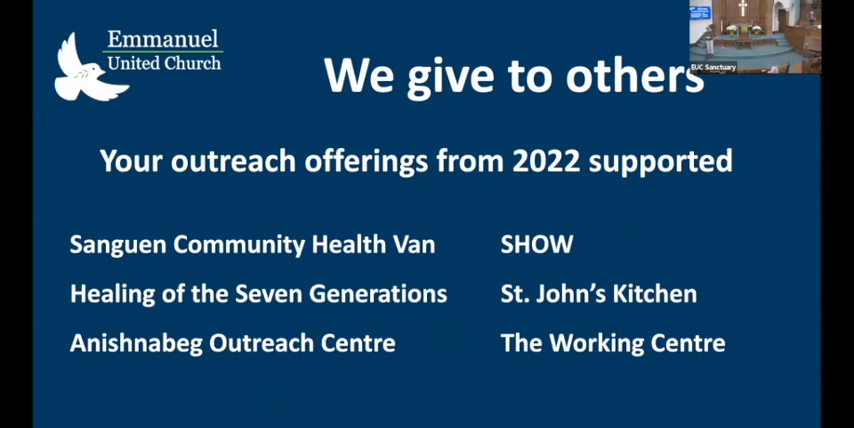 Emmanuel
United Church
We give to others
EUC Sanctuary
Your outreach offerings from 2022 supported
Sanguen Community Health Van
SHOW
Healing of the Seven Generations
St. John's Kitchen
Anishnabeg Outreach Centre
The Working Centre